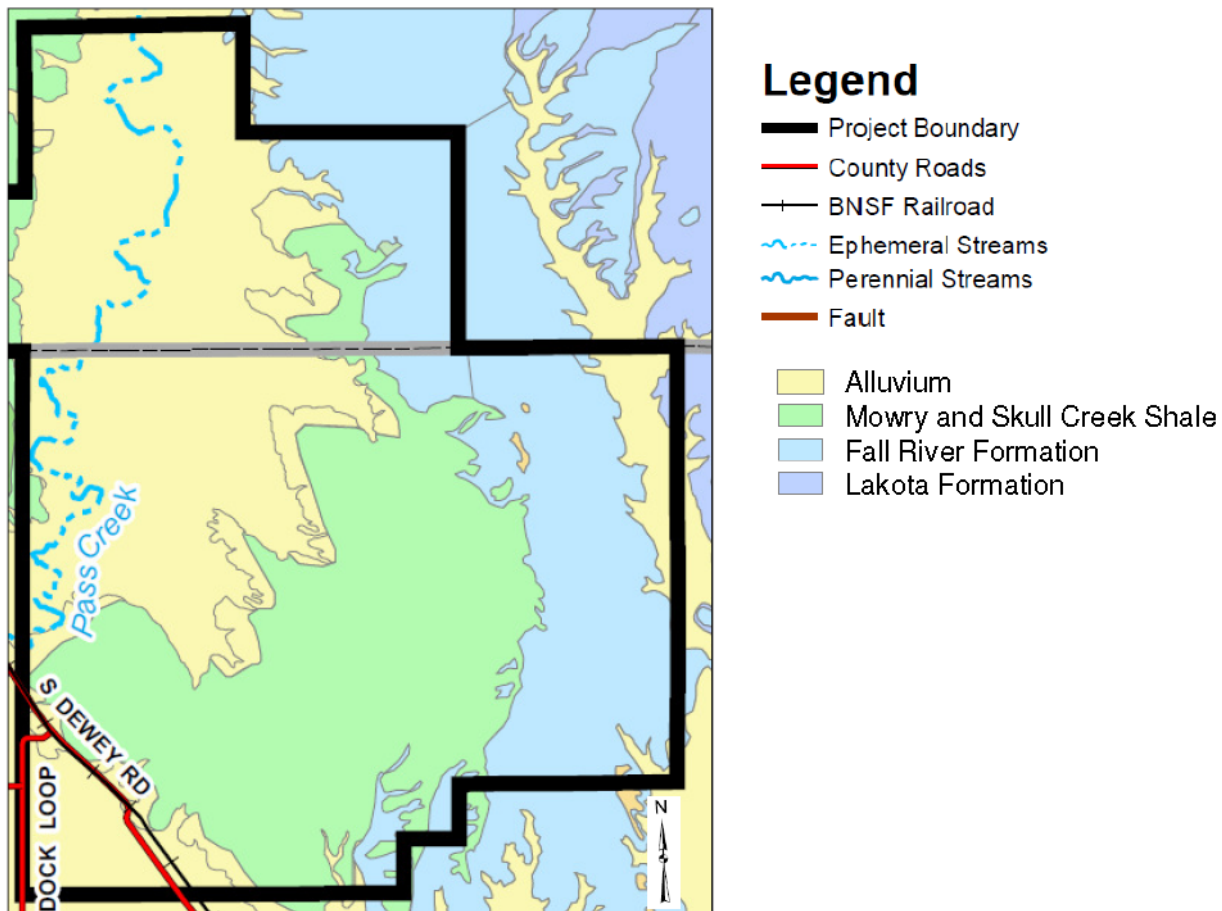 Legend
Project Boundary
County Roads
BNSF Railroad
Ephemeral Streams
Perennial Streams
Fault
Alluvium
Mowry and Skull Creek Shale
Fall River Formation
Lakota Formation
Pass Creek
S DEWEY RD
DOCK LOOP
N